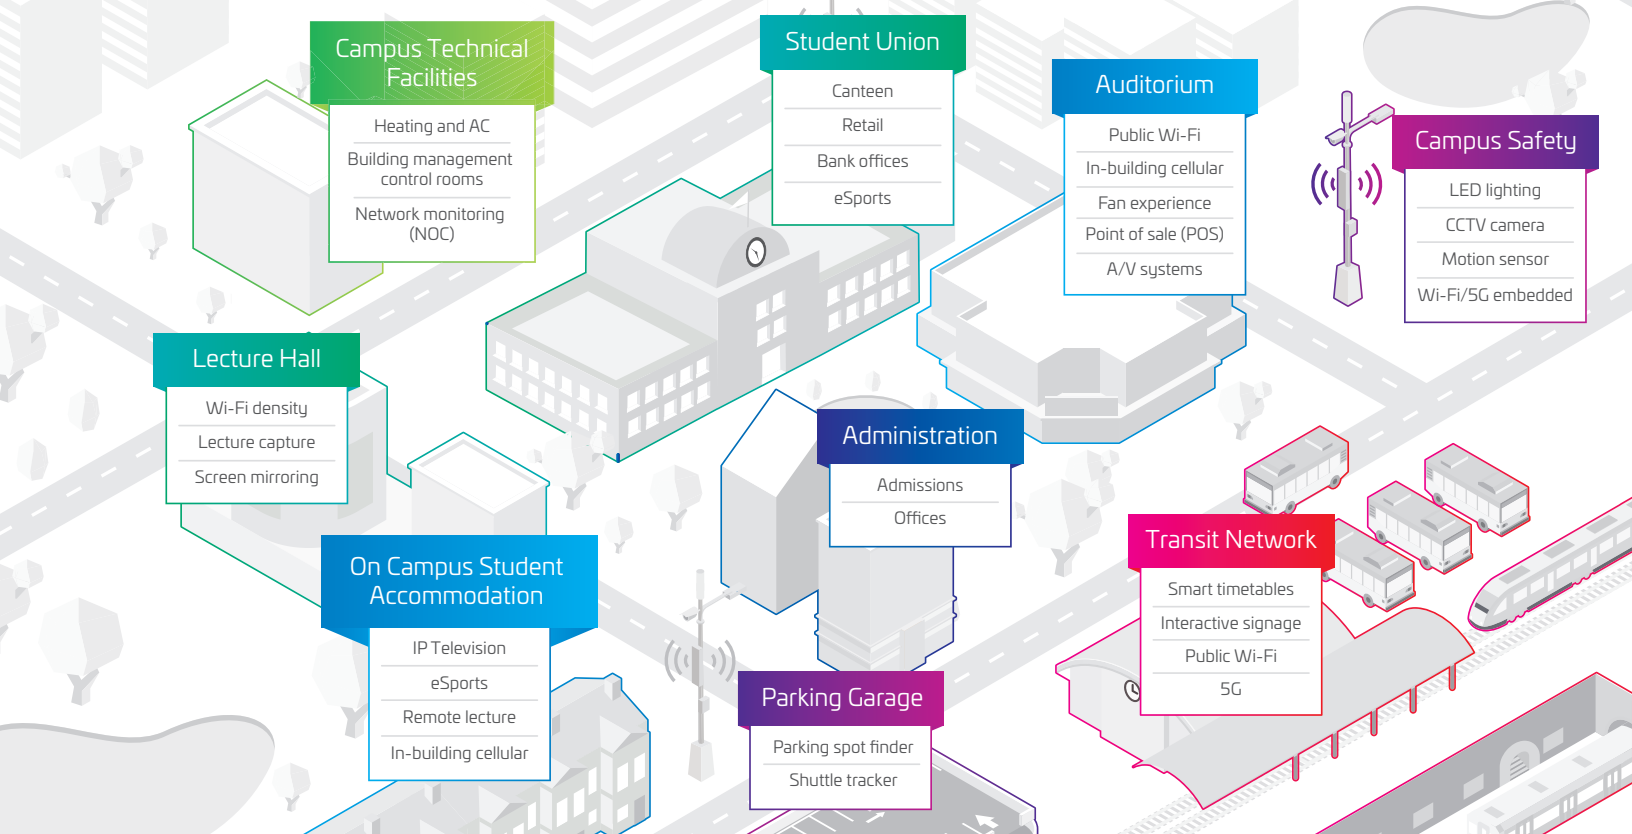 Campus Technical
Facilities
Heating and AC
Building management
control rooms
Network monitoring
(NOC)
Student Union
Canteen
Retail
Bank offices
eSports
Auditorium
Public Wi-Fi
In-building cellular
Fan experience
Point of sale (POS)
A/V systems
Campus Safety
LED lighting
CCTV camera
Motion sensor
Wi-Fi/5G embedded
Lecture Hall
Wi-Fi density
Lecture capture
Screen mirroring
Administration
Admissions
Offices
On Campus Student
Accommodation
IP Television
eSports
Remote lecture
In-building cellular
Parking Garage
Parking spot finder
Shuttle tracker
Transit Network
Smart timetables
Interactive signage
Public Wi-Fi
5G